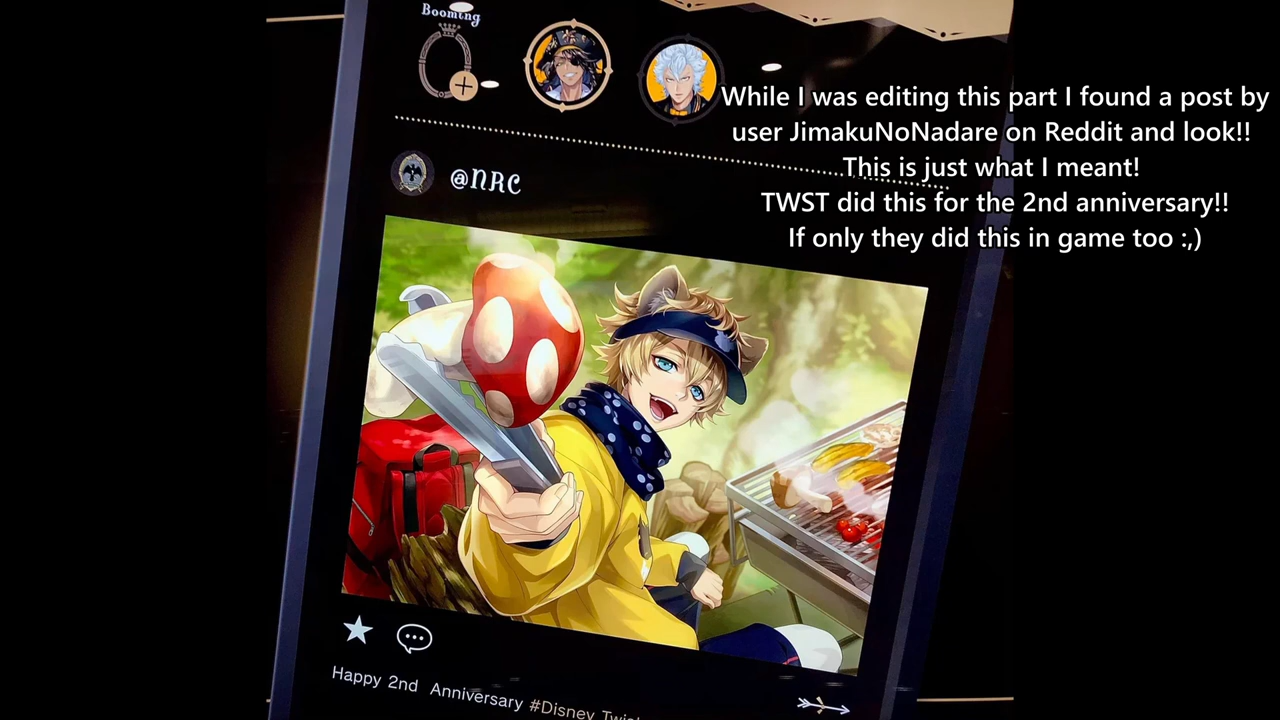 Booming
While I was editing this part I found a post by
user JimakuNoNadare on Reddit and look!!
This is just what I meant!
TWST did this for the 2nd anniversary!!
If only they did this in game too :,)
@NRC
Happy 2nd Anniversary #Disney